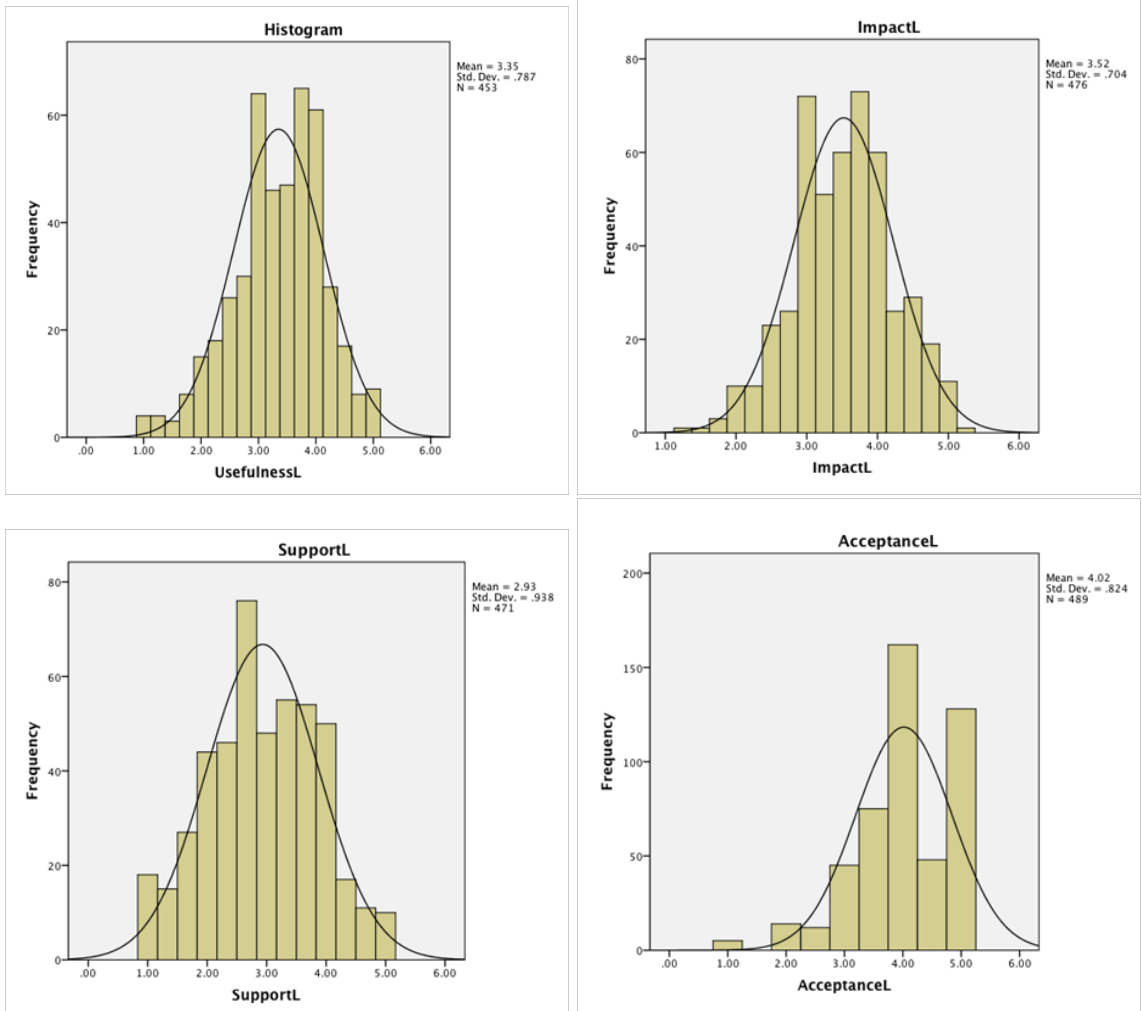 Histogram
Mean = 3.35
Std. Dev. = .787
N = 453
60
40
20
0
Frequency
.00 1.00 2.00 3.00 4.00 5.00 6.00
UsefulnessL
ImpactL
Mean = 3.52
Std. Dev. = .704
N = 476
80
60
40
20
0
Frequency
1.00 2.00 3.00 4.00 5.00 6.00
ImpactL
SupportL
Mean = 2.93
Std. Dev. = .938
N = 471
80
60
40
20
0
Frequency
.00 1.00 2.00 3.00 4.00 5.00 6.00
SupportL
AcceptanceL
Mean = 4.02
Std. Dev. = .824
N = 489
200
150
100
50
0
Frequency
.00 1.00 2.00 3.00 4.00 5.00 6.00
AcceptanceL